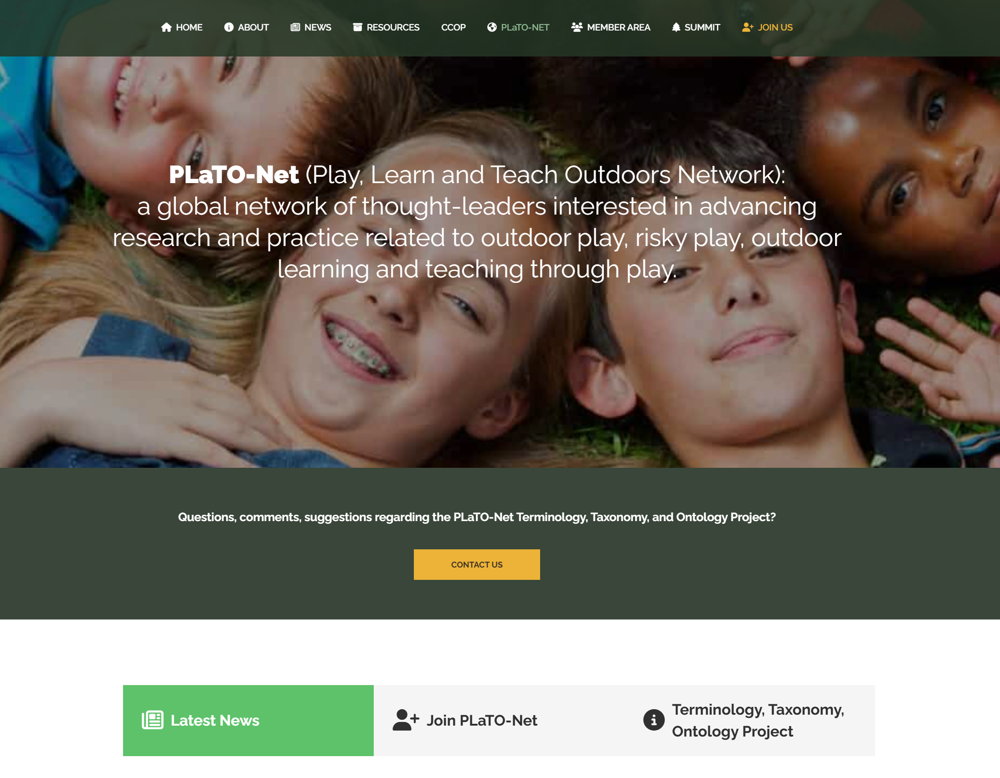 HOME ABOUT NEWS RESOURCES CCOP PLaTO-NET MEMBER AREA SUMMIT JOIN US
PLaTO-Net (Play, Learn and Teach Outdoors Network):
a global network of thought-leaders interested in advancing
research and practice related to outdoor play, risky play, outdoor
learning and teaching through play.
Questions, comments, suggestions regarding the PLaTO-Net Terminology, Taxonomy, and Ontology Project?
CONTACT US
Latest News
Join PLaTO-Net
Terminology, Taxonomy,
Ontology Project